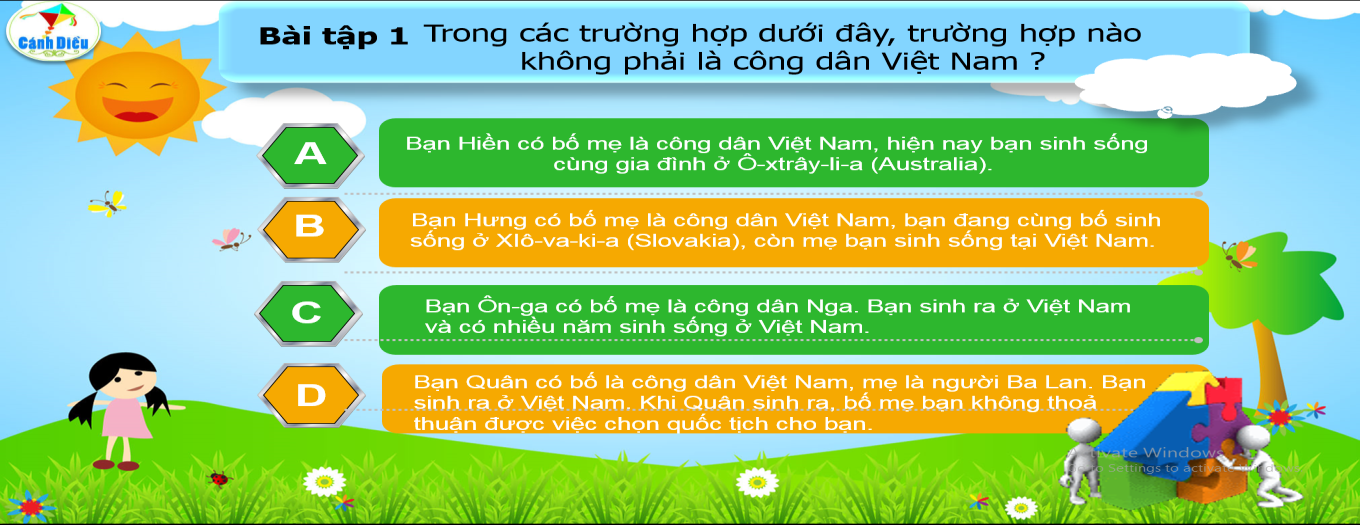 Cánh Diều
Bài tập 1 Trong các trường hợp dưới đây, trường hợp nào
không phải là công dân Việt Nam ?
A
Bạn Hiền có bố mẹ là công dân Việt Nam, hiện nay bạn sinh sống
cùng gia đình ở Ô-xtrây-li-a (Australia).
B
Bạn Hưng có bố mẹ là công dân Việt Nam, bạn đang cùng bố sinh
sống ở Xlô-va-ki-a (Slovakia), còn mẹ bạn sinh sống tại Việt Nam.
C
Bạn Ôn-ga có bố mẹ là công dân Nga. Bạn sinh ra ở Việt Nam
và có nhiều năm sinh sống ở Việt Nam.
D
Bạn Quân có bố là công dân Việt Nam, mẹ là người Ba Lan. Bạn
sinh ra ở Việt Nam. Khi Quân sinh ra, bố mẹ bạn không thoả
thuận được việc chọn quốc tịch cho bạn.
Windows
to Settings to activate